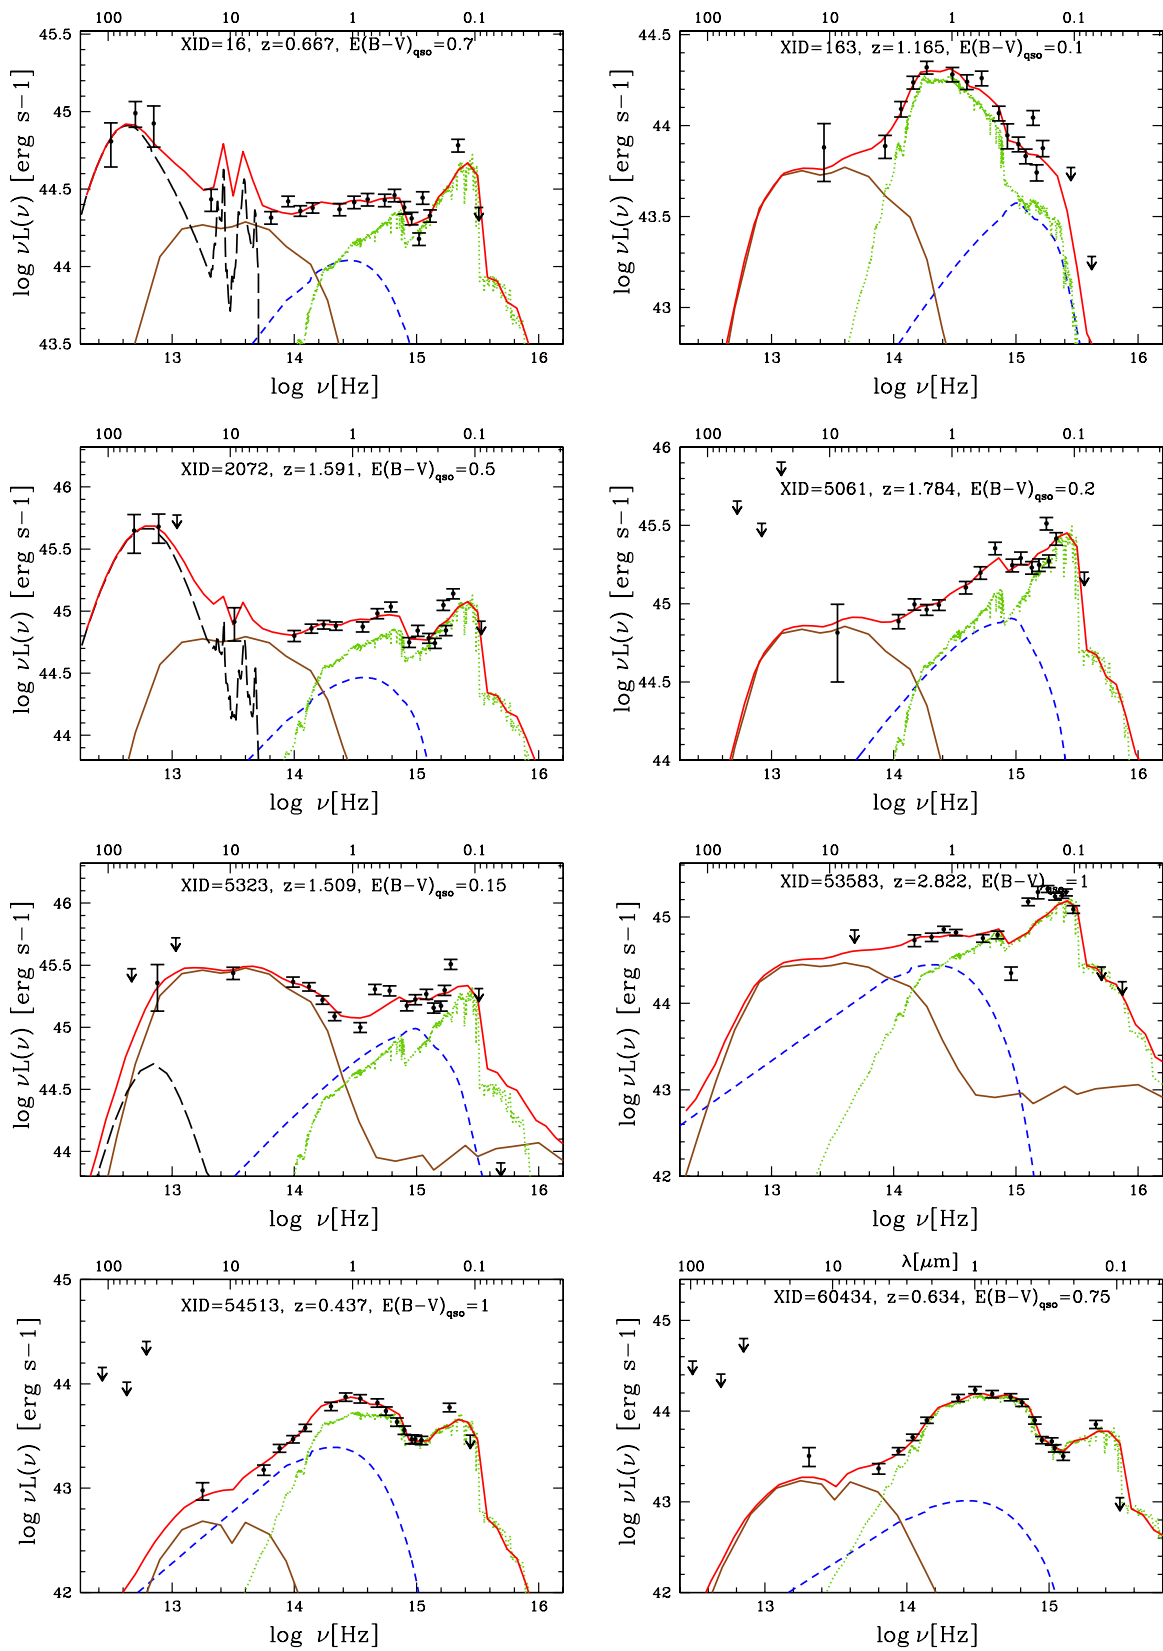 100 10 1 0.1
XID=16, z=0.667, E(B−V)qso=0.7
45.5
45
44.5
44
43.5
log νL(ν) [erg s−1]
13 14 15 16
log ν[Hz]
100 10 1 0.1
XID=163, z=1.165, E(B−V)qso=0.1
44.5
44
43.5
43
log νL(ν) [erg s−1]
13 14 15 16
log ν[Hz]
100 10 1 0.1
XID=2072, z=1.591, E(B−V)qso=0.5
46
45.5
45
44.5
44
log νL(ν) [erg s−1]
13 14 15 16
log ν[Hz]
100 10 1 0.1
XID=5061, z=1.784, E(B−V)qso=0.2
46
45.5
45
44.5
44
log νL(ν) [erg s−1]
13 14 15 16
log ν[Hz]
100 10 1 0.1
XID=5323, z=1.509, E(B−V)qso=0.15
46
45.5
45
44.5
44
log νL(ν) [erg s−1]
13 14 15 16
log ν[Hz]
100 10 1 0.1
XID=53583, z=2.822, E(B−V)qso=1
45
44
43
42
log νL(ν) [erg s−1]
13 14 15 16
log ν[Hz]
100 10 1 0.1
XID=54513, z=0.437, E(B−V)qso=1
45
44
43
42
log νL(ν) [erg s−1]
13 14 15 16
log ν[Hz]
λ[μm]
100 10 1 0.1
XID=60434, z=0.634, E(B−V)qso=0.75
45
44
43
42
log νL(ν) [erg s−1]
13 14 15
log ν[Hz]